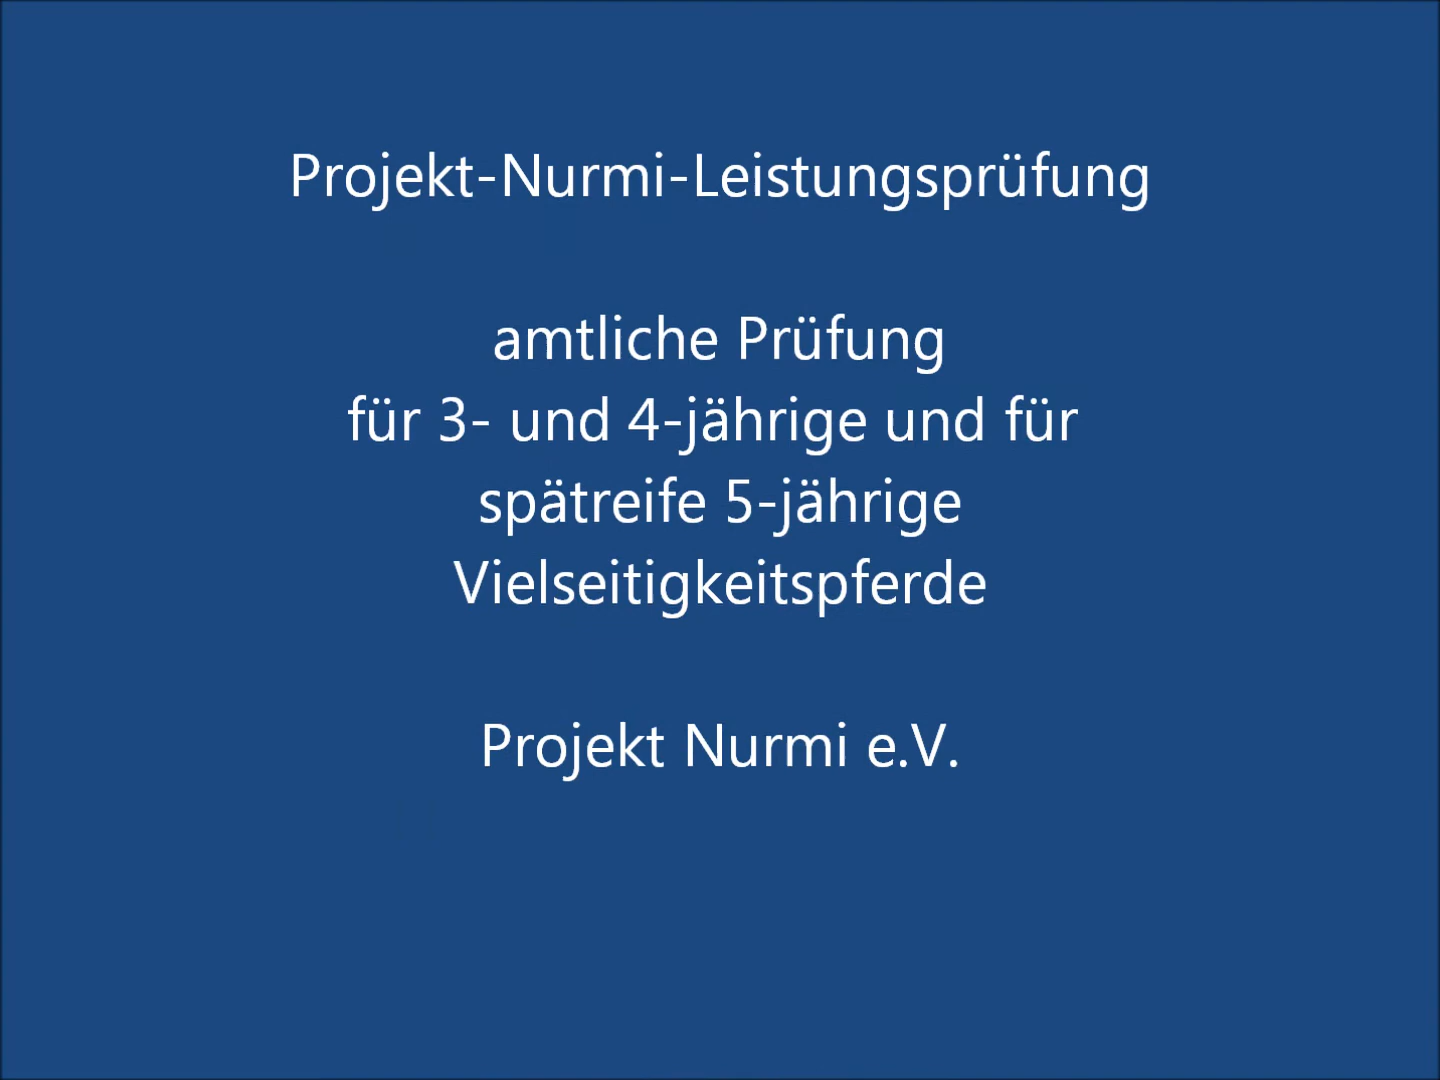 Projekt-Nurmi-Leistungsprüfung
amtliche Prüfung
für 3- und 4-jährige und für
spätreife 5-jährige
Vielseitigkeitspferde
Projekt Nurmi e.V.